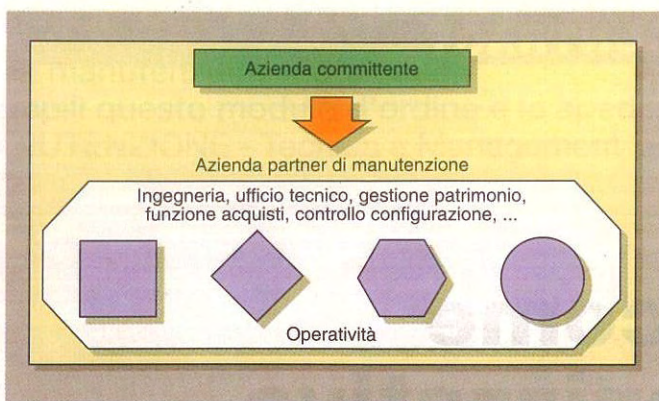 Azienda committente
Azienda partner di manutenzione
Ingegneria, ufficio tecnico, gestione patrimonio,
funzione acquisti, controllo configurazione, ...
Operatività